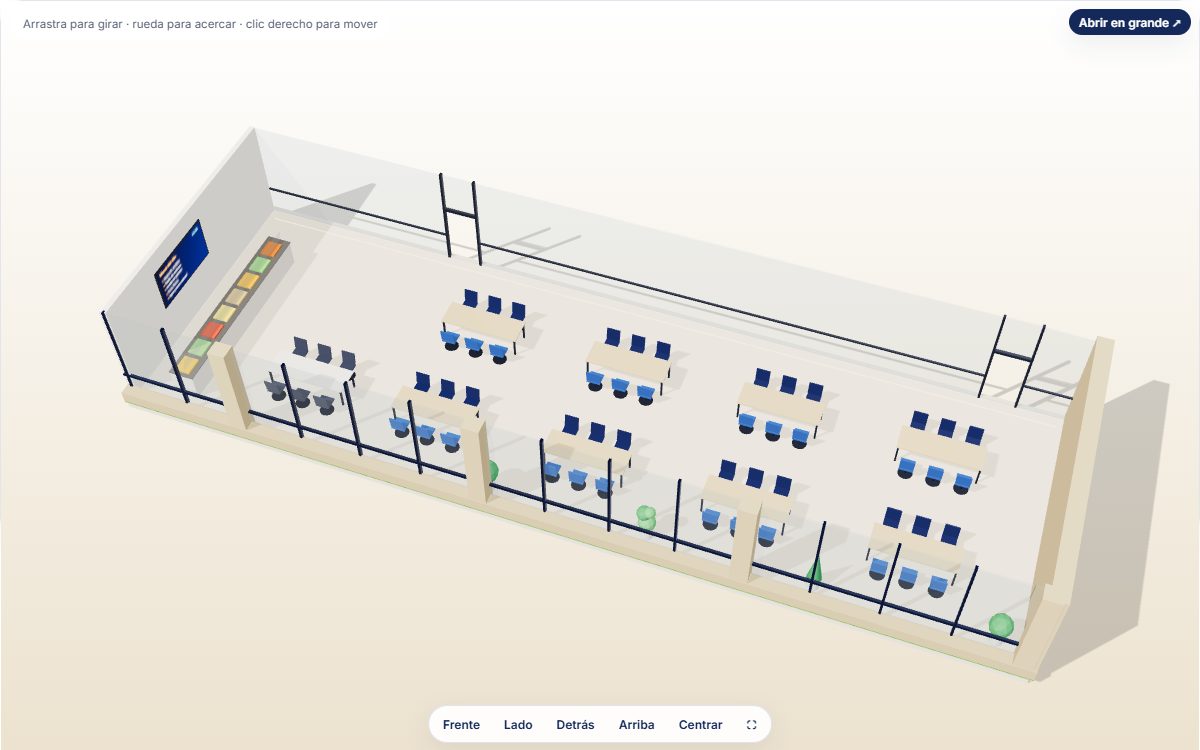 Arrastra para girar · rueda para acercar · clic derecho para mover
Abrir en grande ↗
Frente Lado Detrás Arriba Centrar